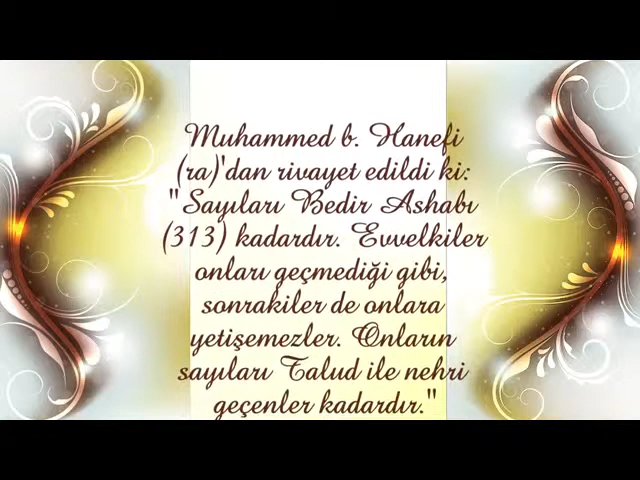 Muhammed b. Hanefi
(ra)'dan rivayet edildi ki:
"Sayıları Bedir Ashabı
(313) kadardır. Evvelkiler
onları geçmediği gibi,
sonrakiler de onlara
yetişemezler. Onların
sayıları Talud ile nehri
geçenler kadardır."